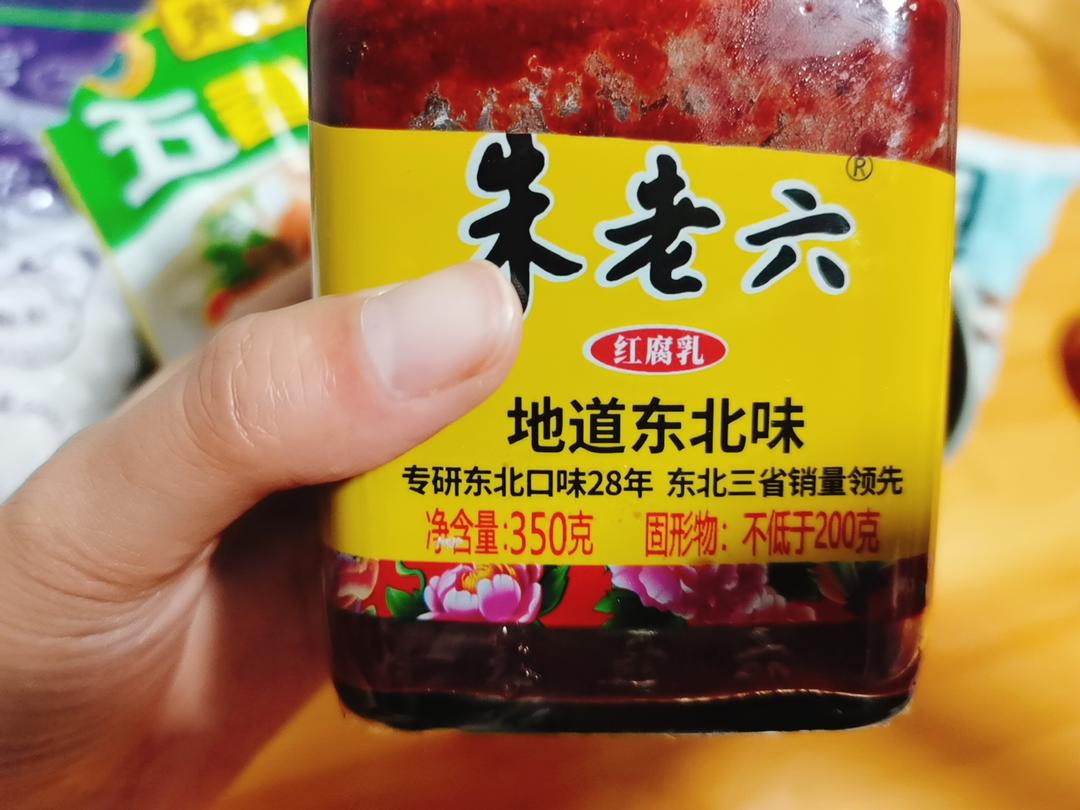 五
朱老六®
红腐乳
地道东北味
专研东北口味28年 东北三省销量领先
净含量:350克 固形物：不低于200克